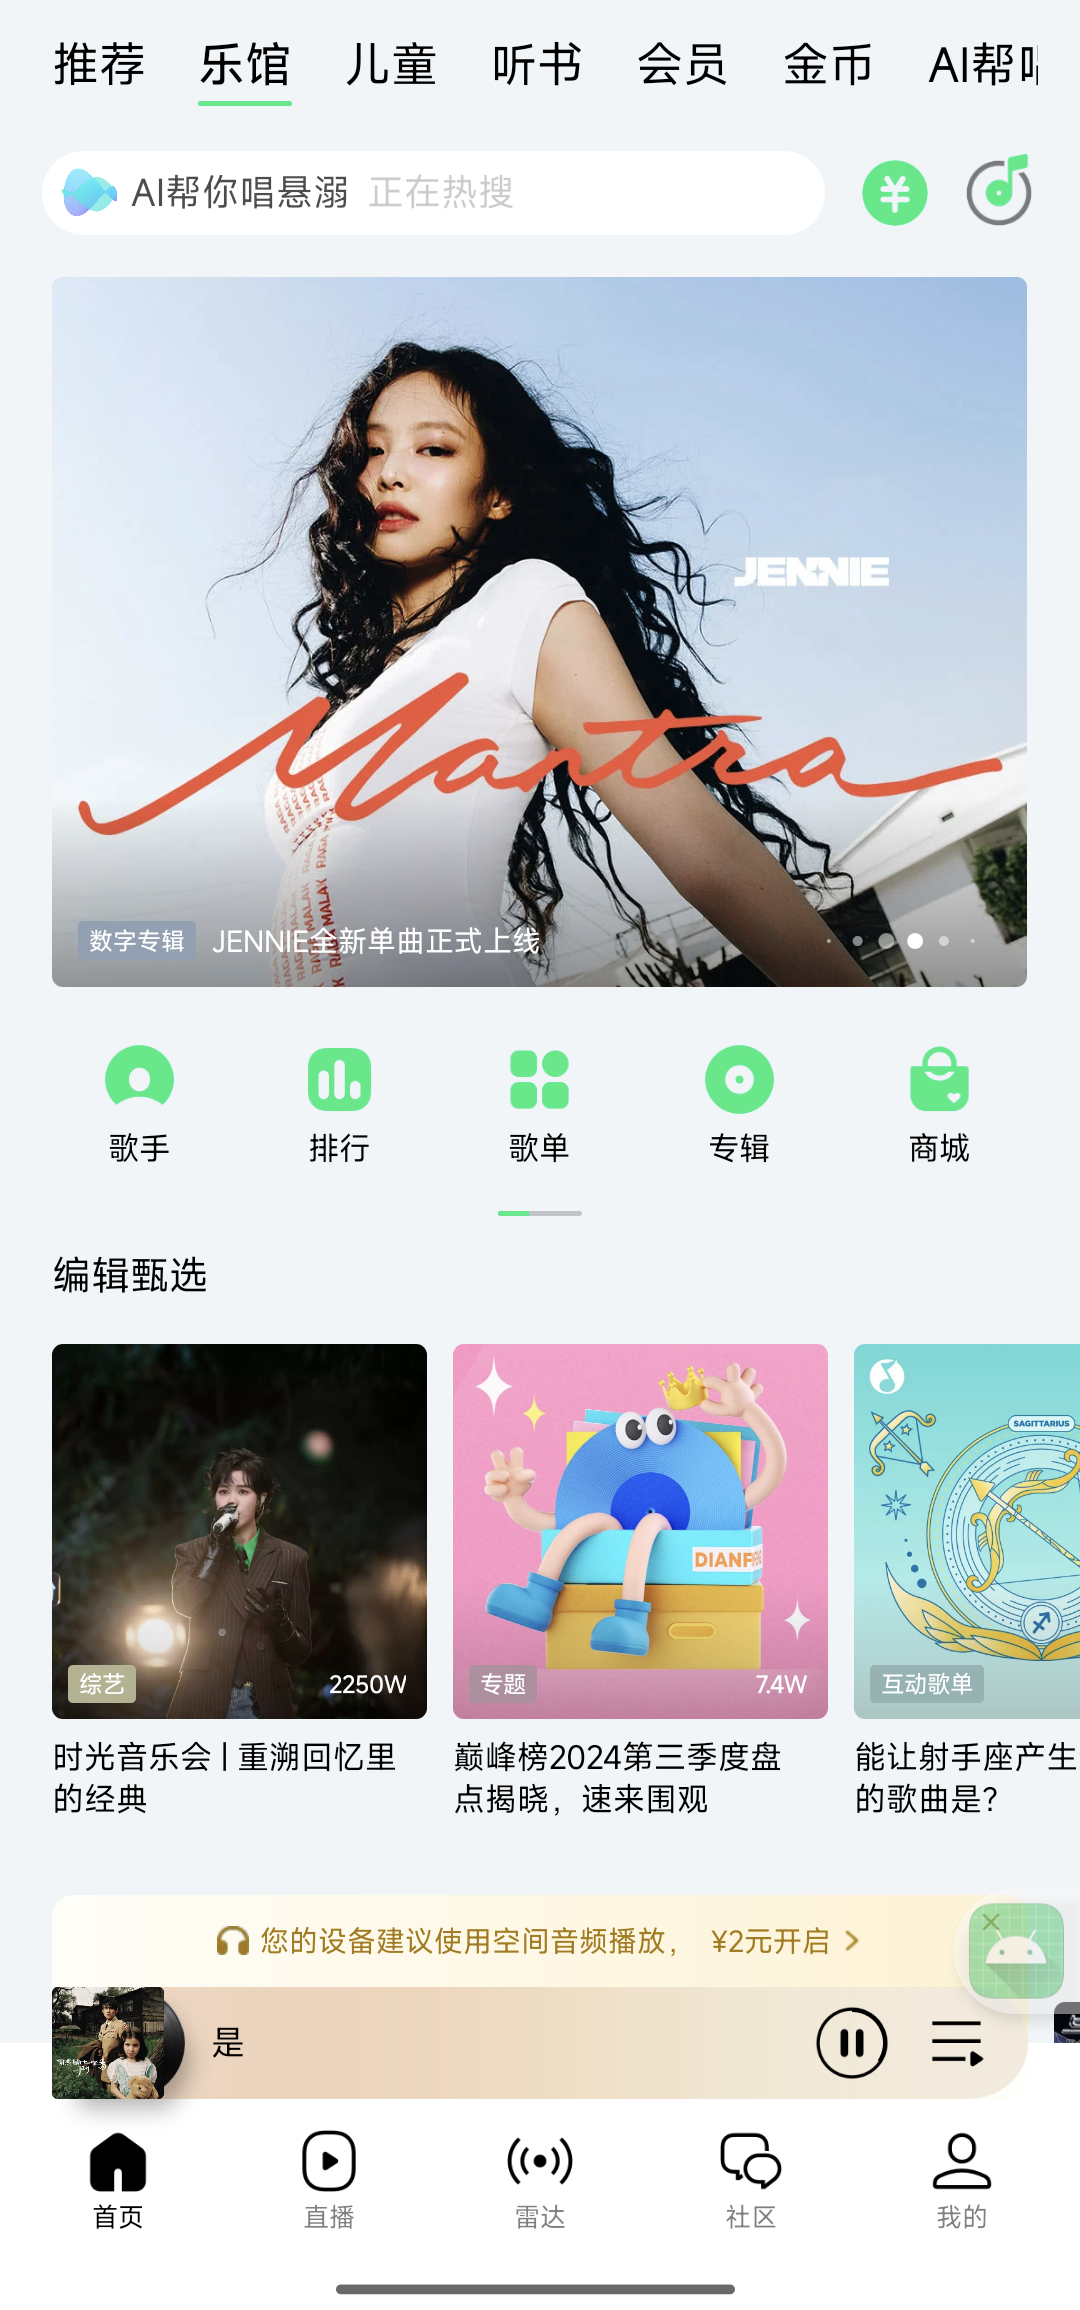 推荐 乐馆 儿童 听书 会员 金币 AI帮
AI帮你唱悬溺 正在热搜
JENNIE
Mantra
数字专辑 JENNIE全新单曲正式上线
歌手 排行 歌单 专辑 商城
编辑甄选
SAGITTARIUS
DIANF
综艺 2250W
专题 7.4W
互动歌单
时光音乐会 | 重溯回忆里
的经典
巅峰榜2024第三季度盘
点揭晓，速来围观
能让射手座产生
的歌曲是?
您的设备建议使用空间音频播放， ¥2元开启
是
首页 直播 雷达 社区 我的